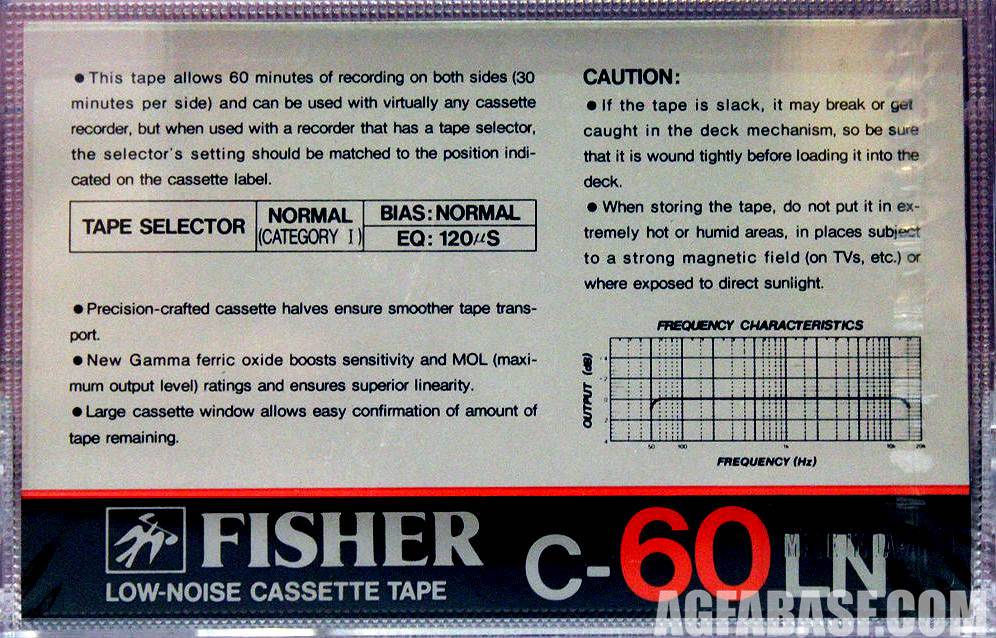 ●This tape allows 60 minutes of recording on both sides (30
minutes per side) and can be used with virtually any cassette
recorder, but when used with a recorder that has a tape selector,
the selector's setting should be matched to the position indi-
cated on the cassette label.
TAPE SELECTOR
NORMAL
(CATEGORY I)
BIAS: NORMAL
EQ: 120μS
●Precision-crafted cassette halves ensure smoother tape trans-
port.
●New Gamma ferric oxide boosts sensitivity and MOL (maxi-
mum output level) ratings and ensures superior linearity.
●Large cassette window allows easy confirmation of amount of
tape remaining.
CAUTION:
●If the tape is slack, it may break or get
caught in the deck mechanism, so be sure
that it is wound tightly before loading it into the
deck.
●When storing the tape, do not put it in ex-
tremely hot or humid areas, in places subject
to a strong magnetic field (on TVs, etc.) or
where exposed to direct sunlight.
FREQUENCY CHARACTERISTICS
OUTPUT (dB)
50 100 1k 10k 20k
FREQUENCY (Hz)
FISHER
LOW-NOISE CASSETTE TAPE
C-60 LN
AGFABASF.COM